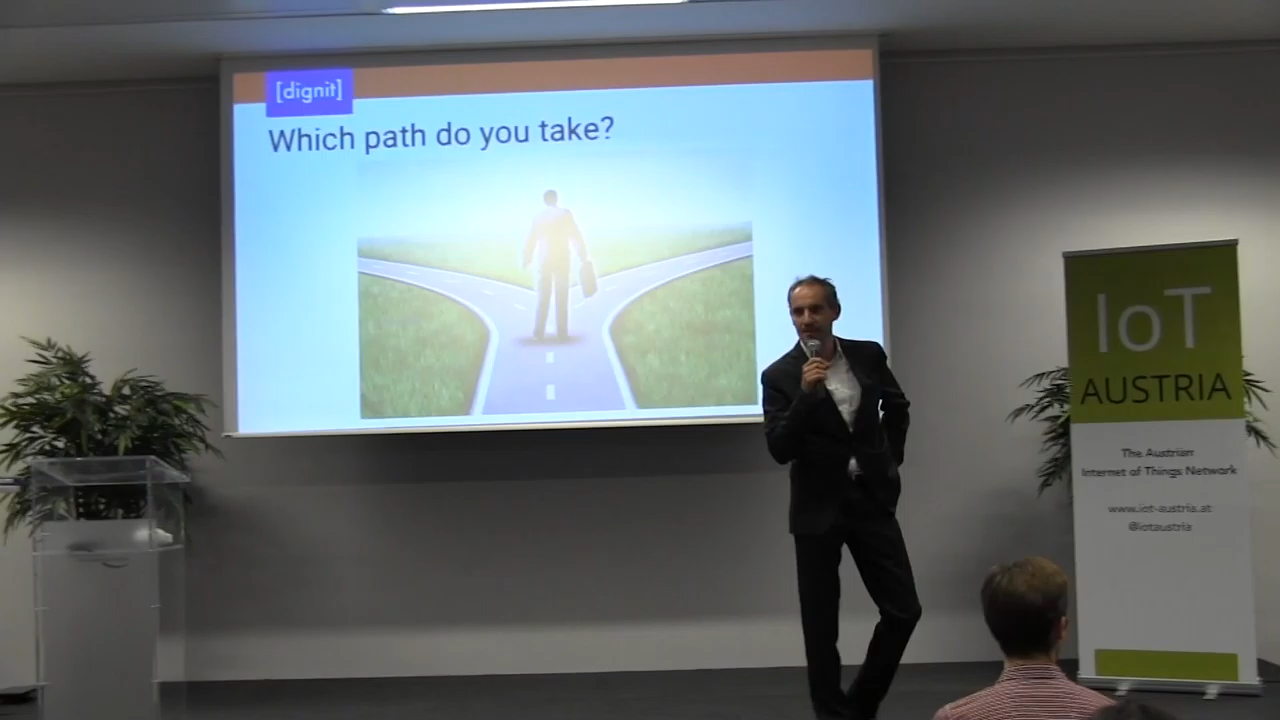 [dignit]
Which path do you take?
IoT
AUSTRIA
The Austrian
Internet of Things Network
www.iot-austria.at
@iotaustria